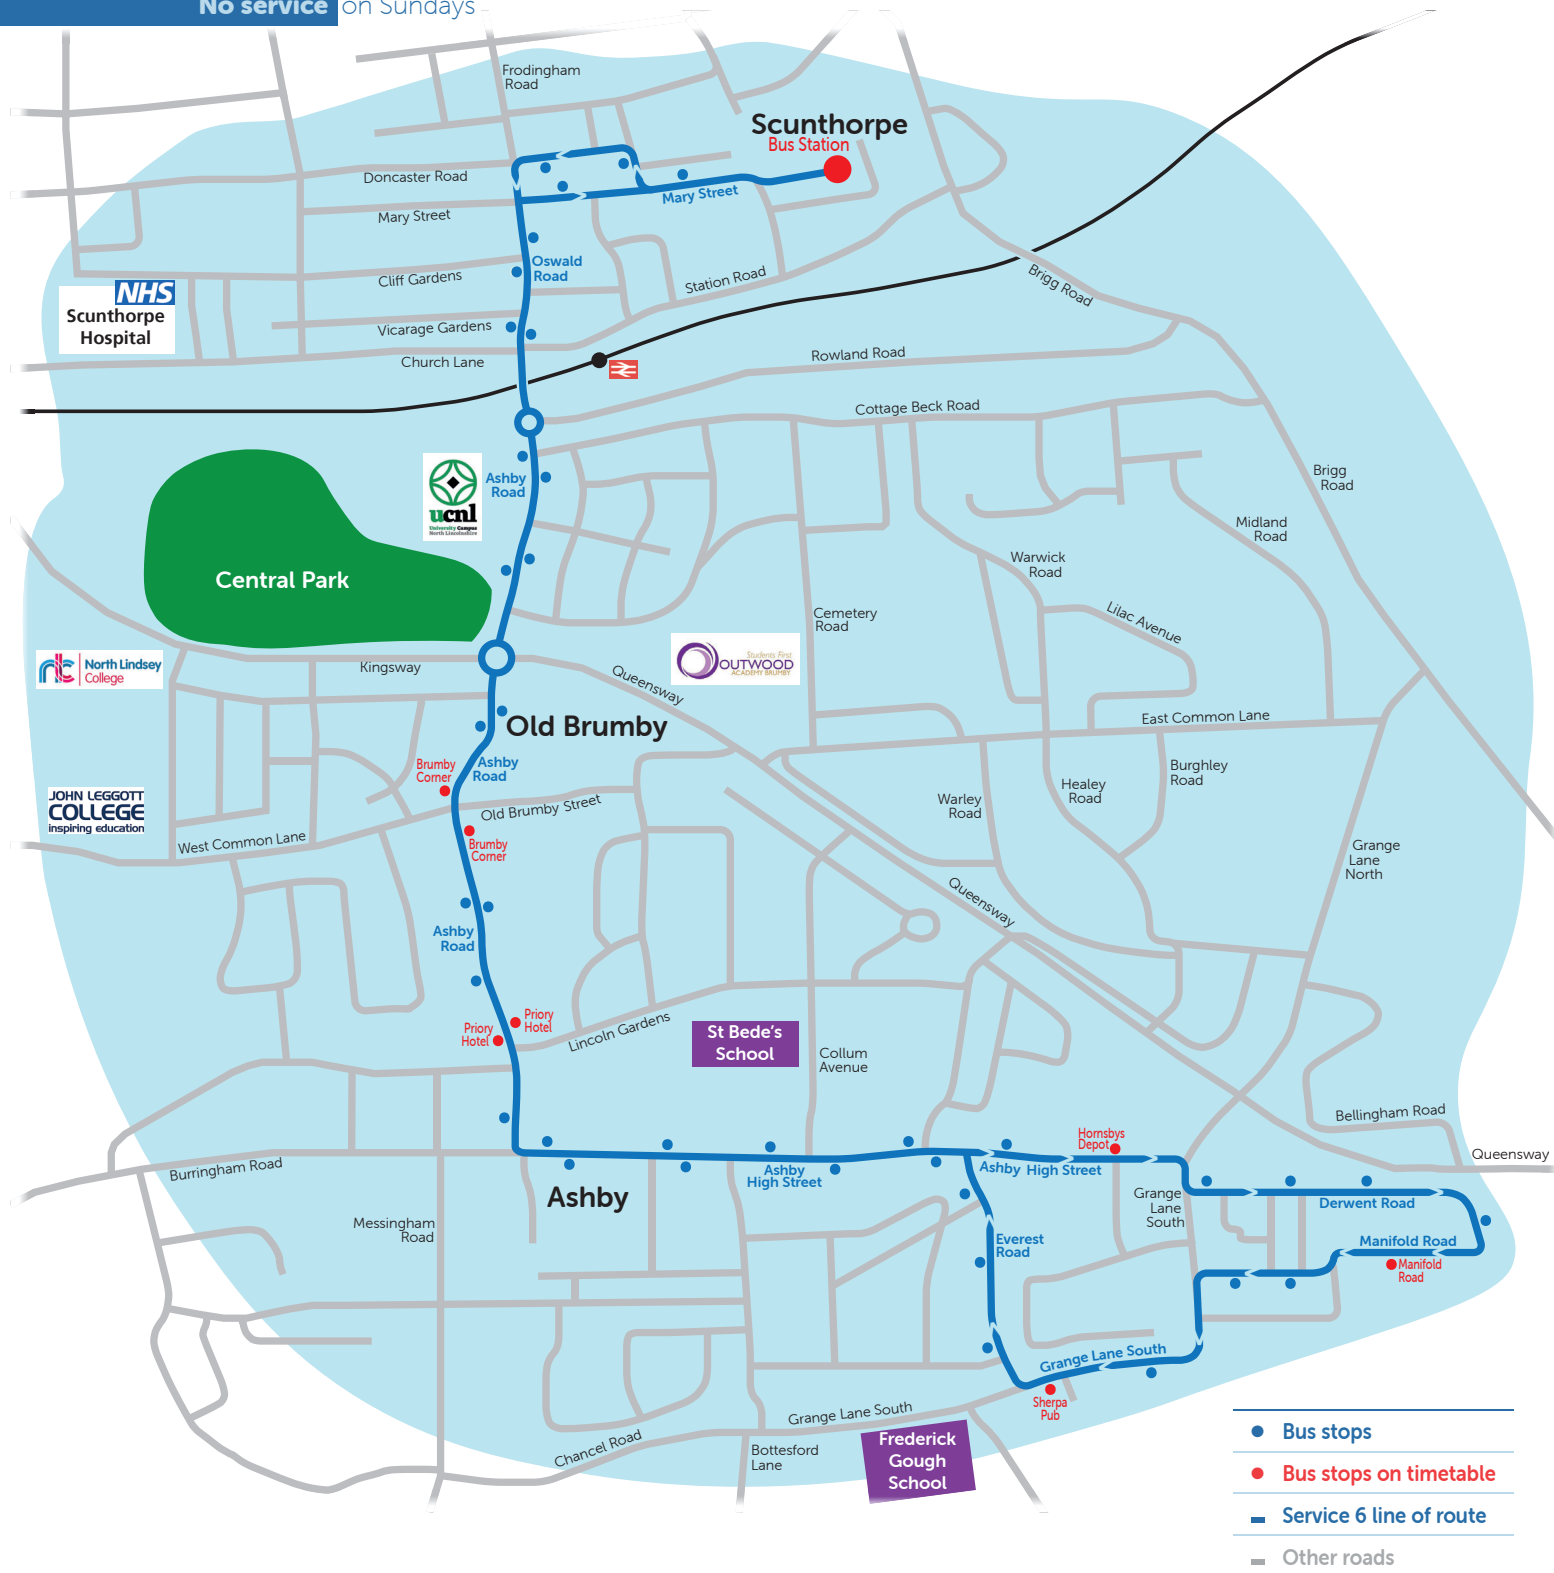 No service on Sundays
Frodingham
Road
Scunthorpe
Bus Station
Doncaster Road
Mary Street
Mary Street
Oswald
Road
Cliff Gardens
Station Road
Brigg Road
NHS
Scunthorpe
Hospital
Vicarage Gardens
Church Lane
Rowland Road
Cottage Beck Road
Brigg
Road
ucnl
University Campus
North Lincolnshire
Ashby
Road
Midland
Road
Warwick
Road
Central Park
Cemetery
Road
Lilac Avenue
North Lindsey
College
Kingsway
Queensway
Students First
OUTWOOD
ACADEMY BRUMBY
Old Brumby
East Common Lane
Ashby
Road
Brumby
Corner
Burghley
Road
Healey
Road
Warley
Road
JOHN LEGGOTT
COLLEGE
inspiring education
Old Brumby Street
West Common Lane
Brumby
Corner
Grange
Lane
North
Queensway
Ashby
Road
Priory
Hotel
Priory
Hotel
Lincoln Gardens
St Bede's
School
Collum
Avenue
Bellingham Road
Hornsbys
Depot
Queensway
Burringham Road
Ashby
High Street
Ashby High Street
Ashby
Grange
Lane
South
Derwent Road
Messingham
Road
Everest
Road
Manifold Road
Manifold
Road
Grange Lane South
Sherpa
Pub
Grange Lane South
Chancel Road
Bottesford
Lane
Frederick
Gough
School
Bus stops
Bus stops on timetable
Service 6 line of route
Other roads